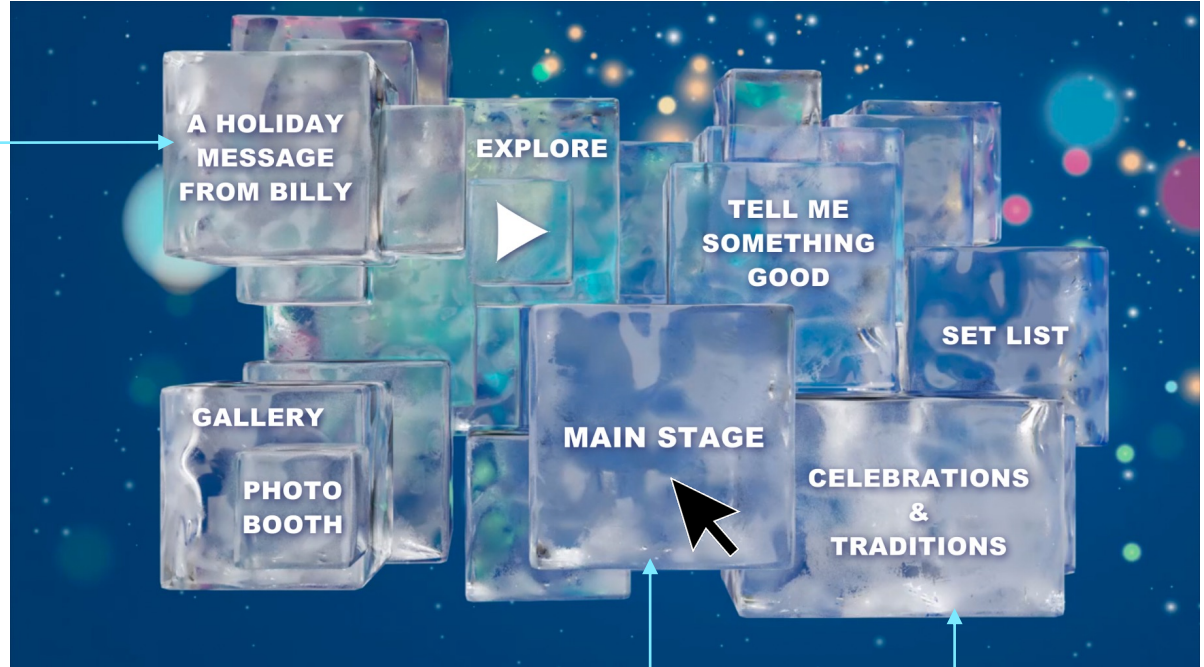 A HOLIDAY
MESSAGE
FROM BILLY
EXPLORE
TELL ME
SOMETHING
GOOD
SET LIST
GALLERY
PHOTO
BOOTH
MAIN STAGE
CELEBRATIONS
&
TRADITIONS